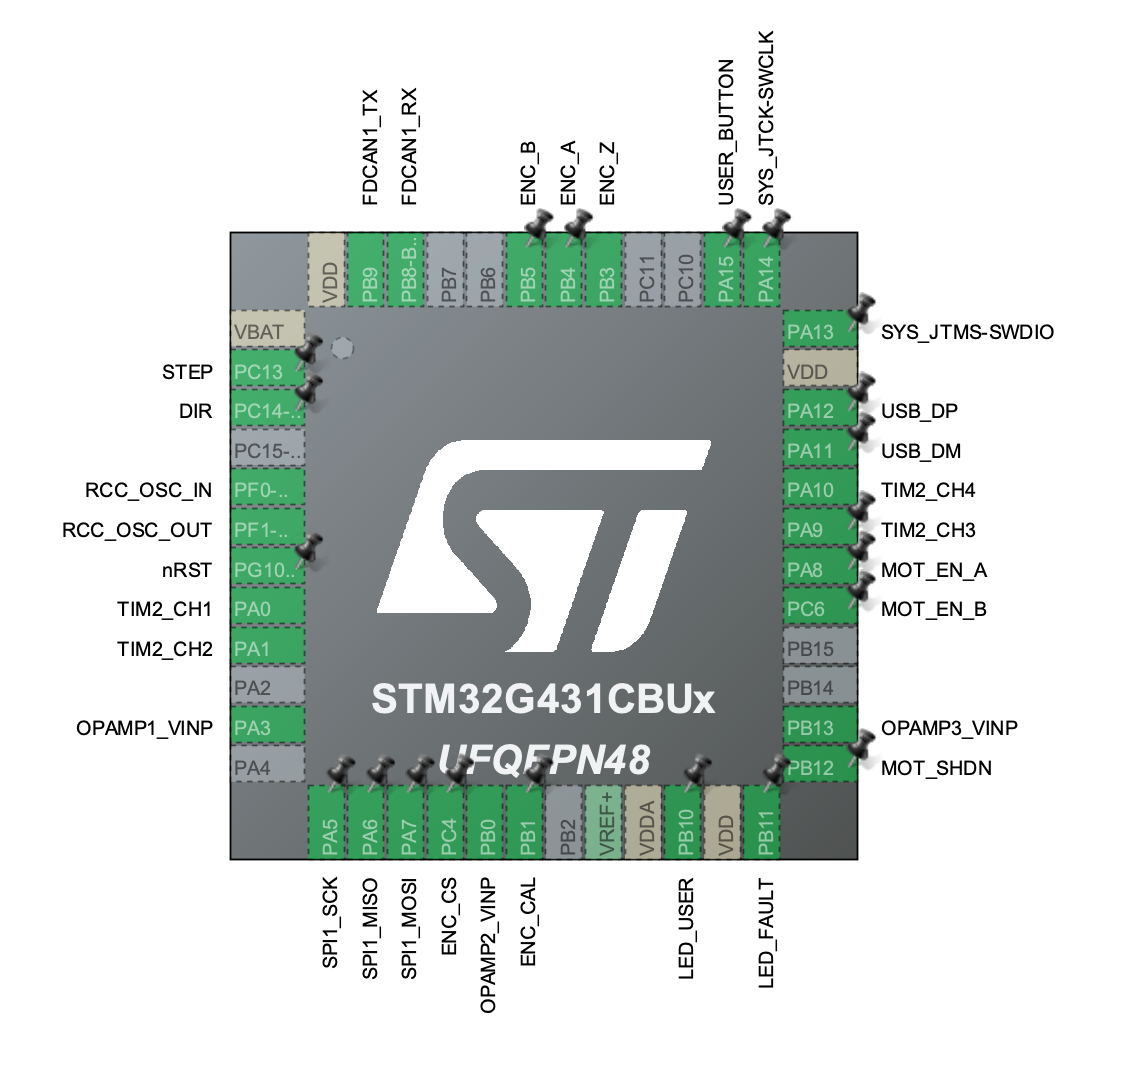 FDCAN1_TX
FDCAN1_RX
ENC_B
ENC_A
ENC_Z
USER_BUTTON
SYS_JTCK-SWCLK
VDD
PB9
PB8-B..
PB7
PB6
PB5
PB4
PB3
PC11
PC10
PA15
PA14
VBAT
STEP PC13
DIR PC14-..
PC15-..
RCC_OSC_IN PF0-..
RCC_OSC_OUT PF1-..
nRST PG10..
TIM2_CH1 PA0
TIM2_CH2 PA1
PA2
OPAMP1_VINP PA3
PA4
ST
STM32G431CBUx
UFQFPN48
PA13 SYS_JTMS-SWDIO
VDD
PA12 USB_DP
PA11 USB_DM
PA10 TIM2_CH4
PA9 TIM2_CH3
PA8 MOT_EN_A
PC6 MOT_EN_B
PB15
PB14
PB13 OPAMP3_VINP
PB12 MOT_SHDN
PA5
PA6
PA7
PC4
PB0
PB1
PB2
VREF+
VDDA
PB10
VDD
PB11
SPI1_SCK
SPI1_MISO
SPI1_MOSI
ENC_CS
OPAMP2_VINP
ENC_CAL
LED_USER
LED_FAULT